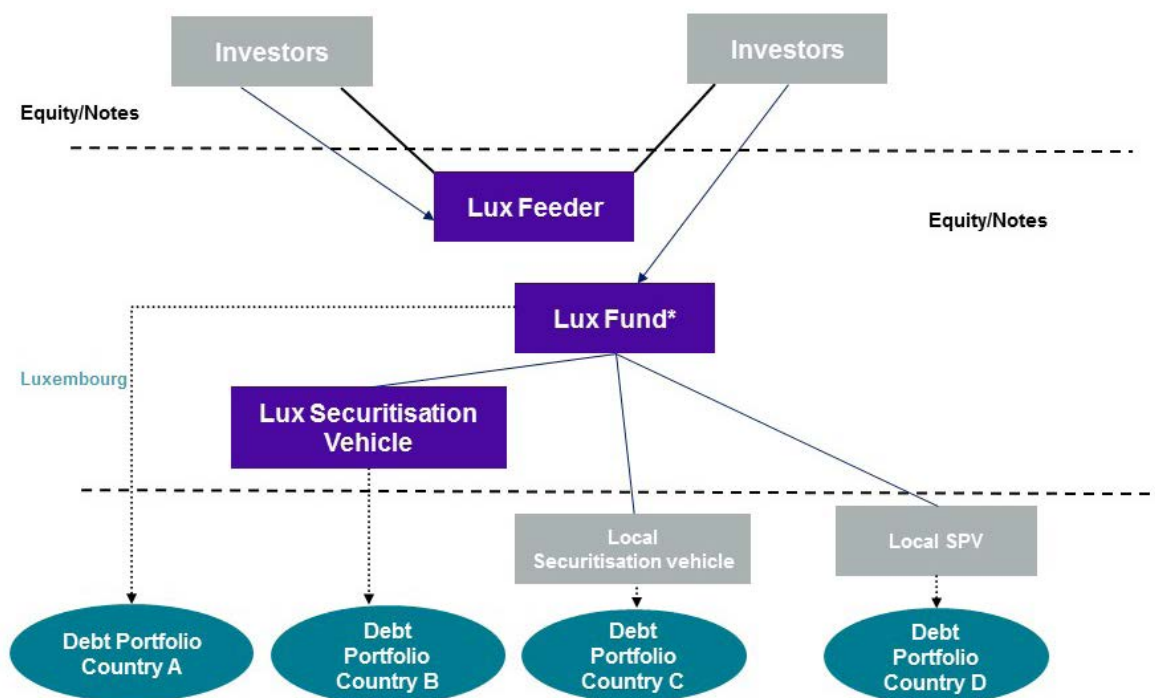 Investors
Investors
Equity/Notes
Lux Feeder
Equity/Notes
Lux Fund*
Luxembourg
Lux Securitisation
Vehicle
Local
Securitisation vehicle
Local SPV
Debt Portfolio
Country A
Debt
Portfolio
Country B
Debt
Portfolio
Country C
Debt
Portfolio
Country D